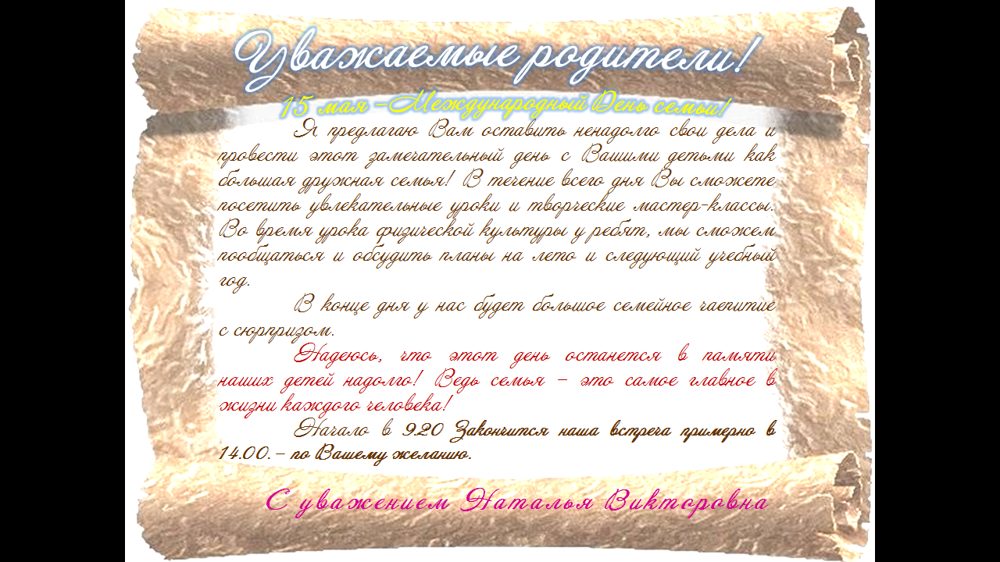 Уважаемые родители!
15 мая –Международный День семьи!
Я предлагаю Вам оставить ненадолго свои дела и
провести этот замечательный день с Вашими детьми как
большая дружная семья! В течение всего дня Вы сможете
посетить увлекательные уроки и творческие мастер-классы.
Во время урока физической культуры у ребят, мы сможем
пообщаться и обсудить планы на лето и следующий учебный
год.
В конце дня у нас будет большое семейное чаепитие
с сюрпризом.
Надеюсь, что этот день останется в памяти
наших детей надолго! Ведь семья – это самое главное в
жизни каждого человека!
Начало в 9.20 Закончится наша встреча примерно в
14.00. – по Вашему желанию.
С уважением Наталья Викторовна